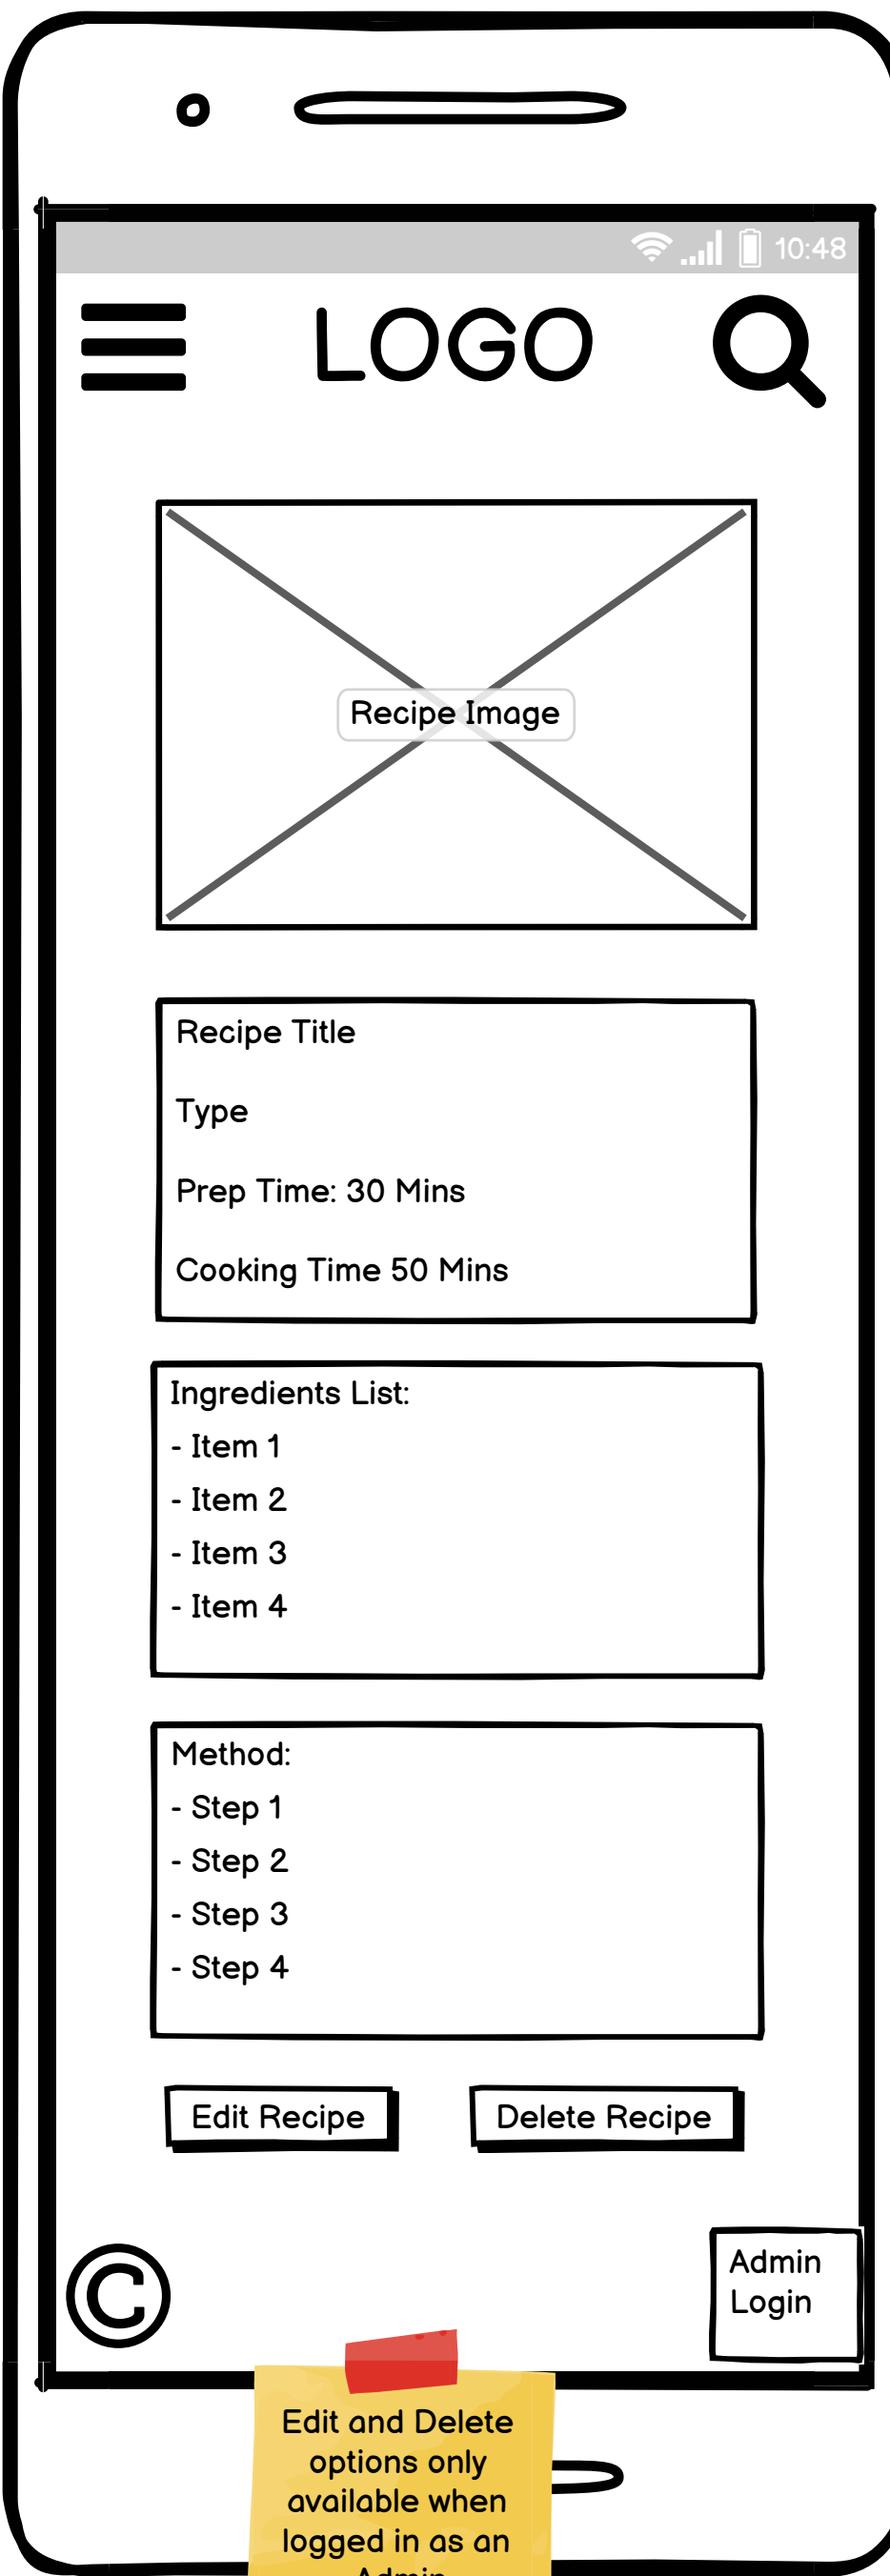 10:48
LOGO
Recipe Image
Recipe Title
Type
Prep Time: 30 Mins
Cooking Time 50 Mins
Ingredients List:
- Item 1
- Item 2
- Item 3
- Item 4
Method:
- Step 1
- Step 2
- Step 3
- Step 4
Edit Recipe
Delete Recipe
©
Admin
Login
Edit and Delete
options only
available when
logged in as an
Admin